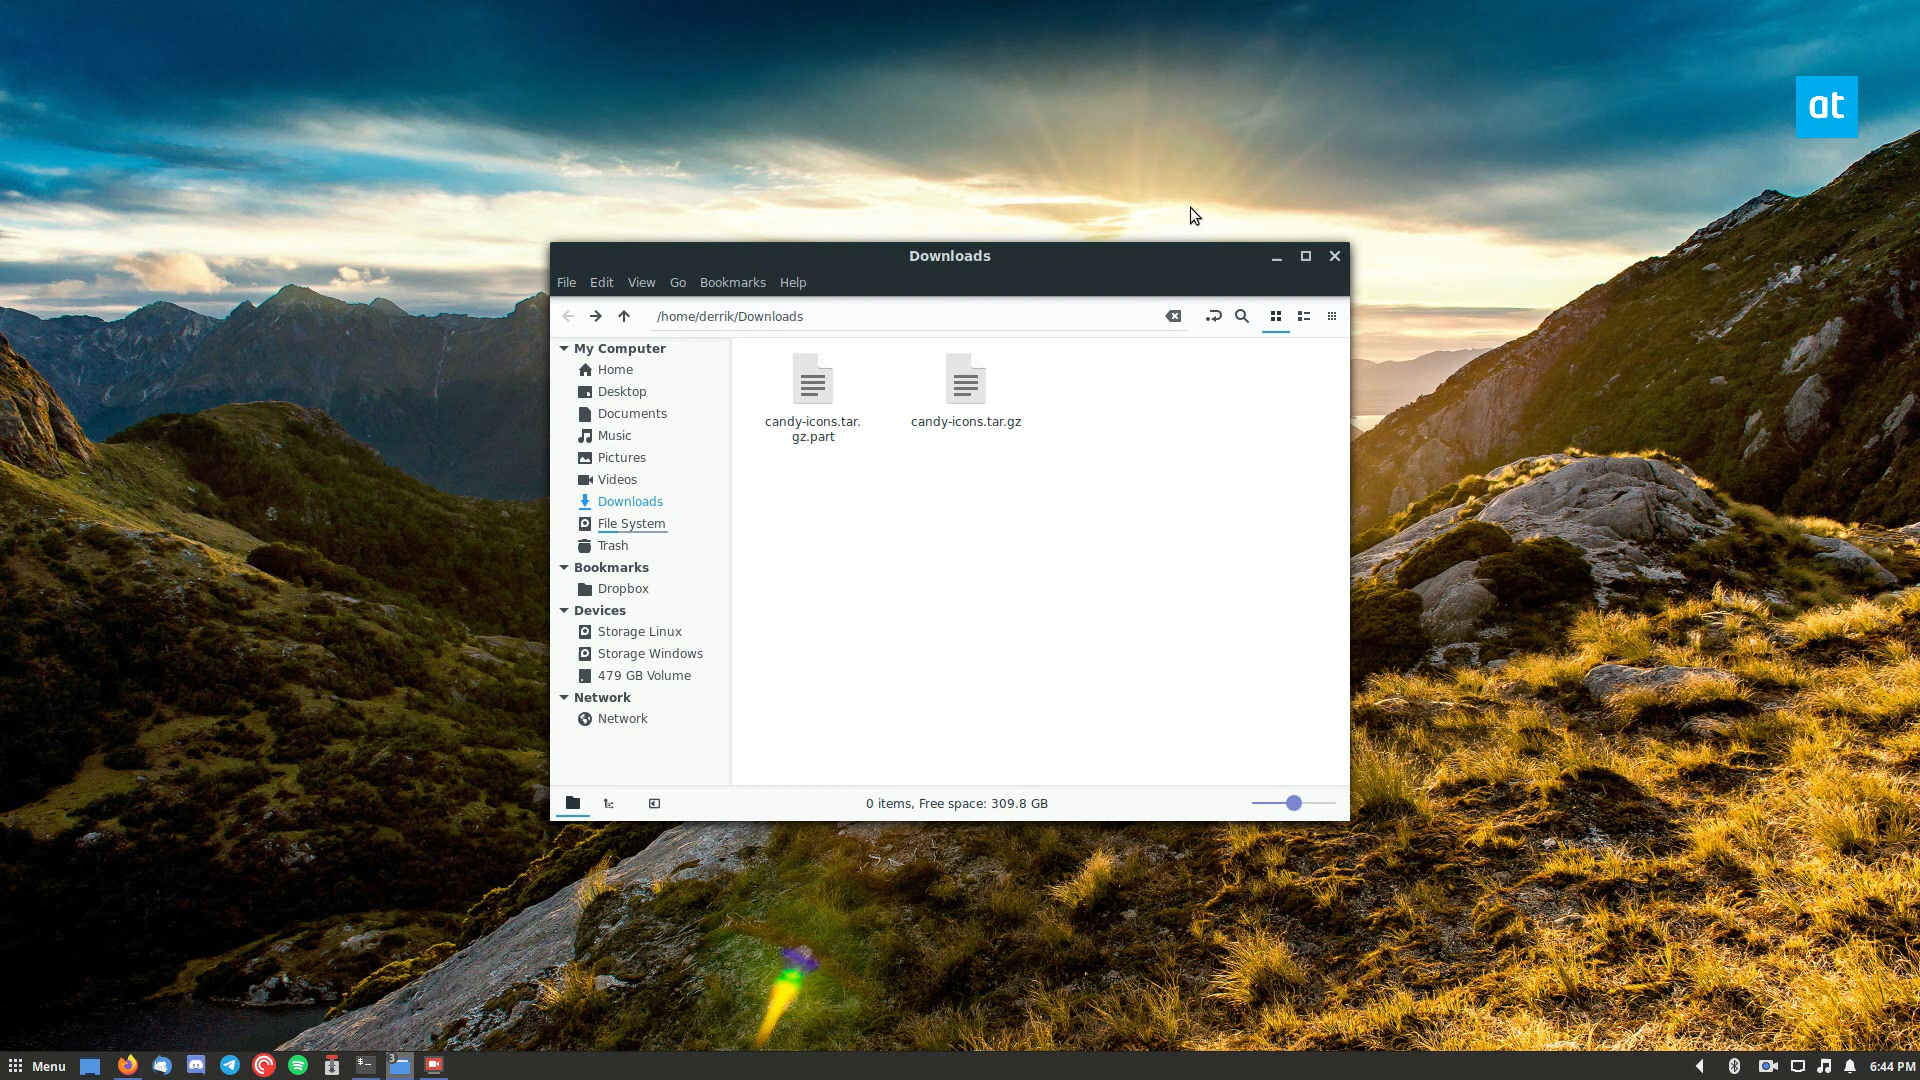 at
Downloads
File Edit View Go Bookmarks Help
/home/derrik/Downloads
My Computer
Home
Desktop
Documents
Music
Pictures
Videos
Downloads
File System
Trash
Bookmarks
Dropbox
Devices
Storage Linux
Storage Windows
479 GB Volume
Network
Network
candy-icons.tar.
gz.part
candy-icons.tar.gz
0 items, Free space: 309.8 GB
Menu
$-
3
6:44 PM